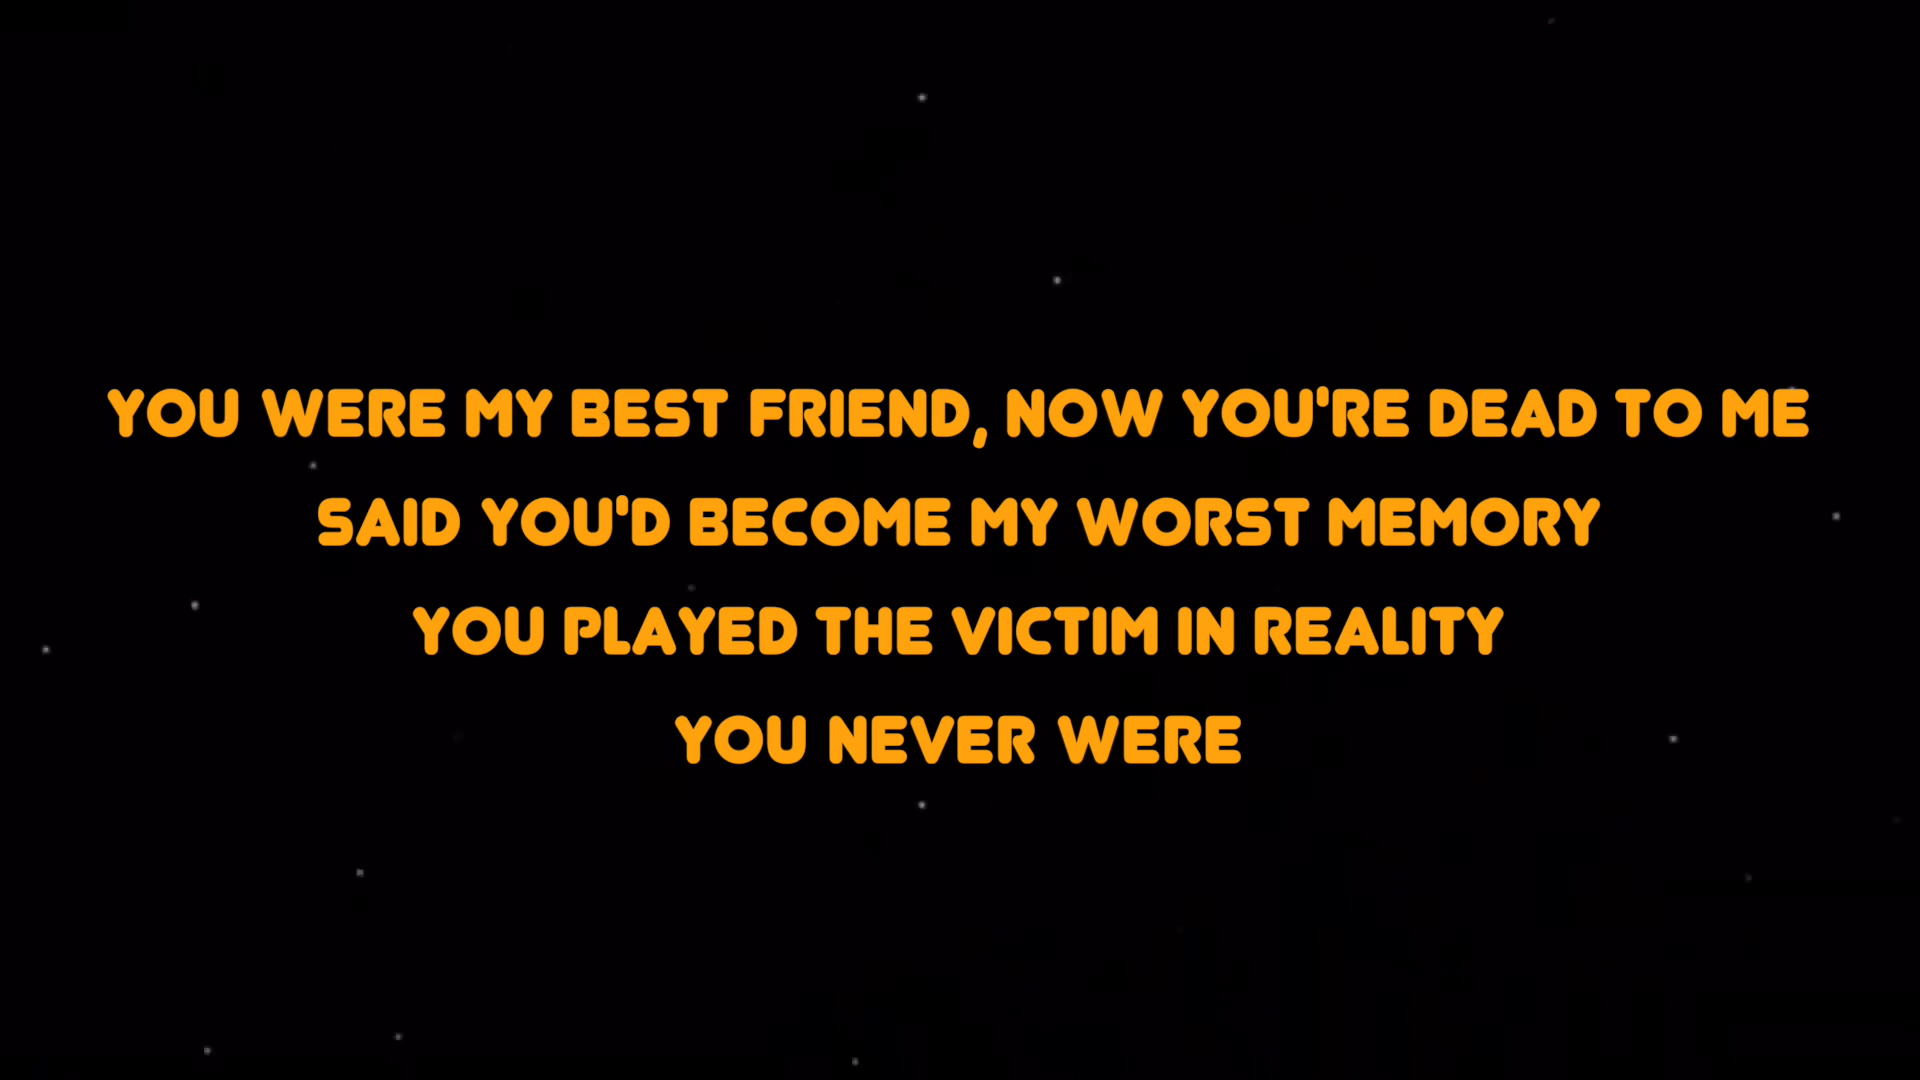 YOU WERE MY BEST FRIEND, NOW YOU'RE DEAD TO ME
SAID YOU'D BECOME MY WORST MEMORY
YOU PLAYED THE VICTIM IN REALITY
YOU NEVER WERE